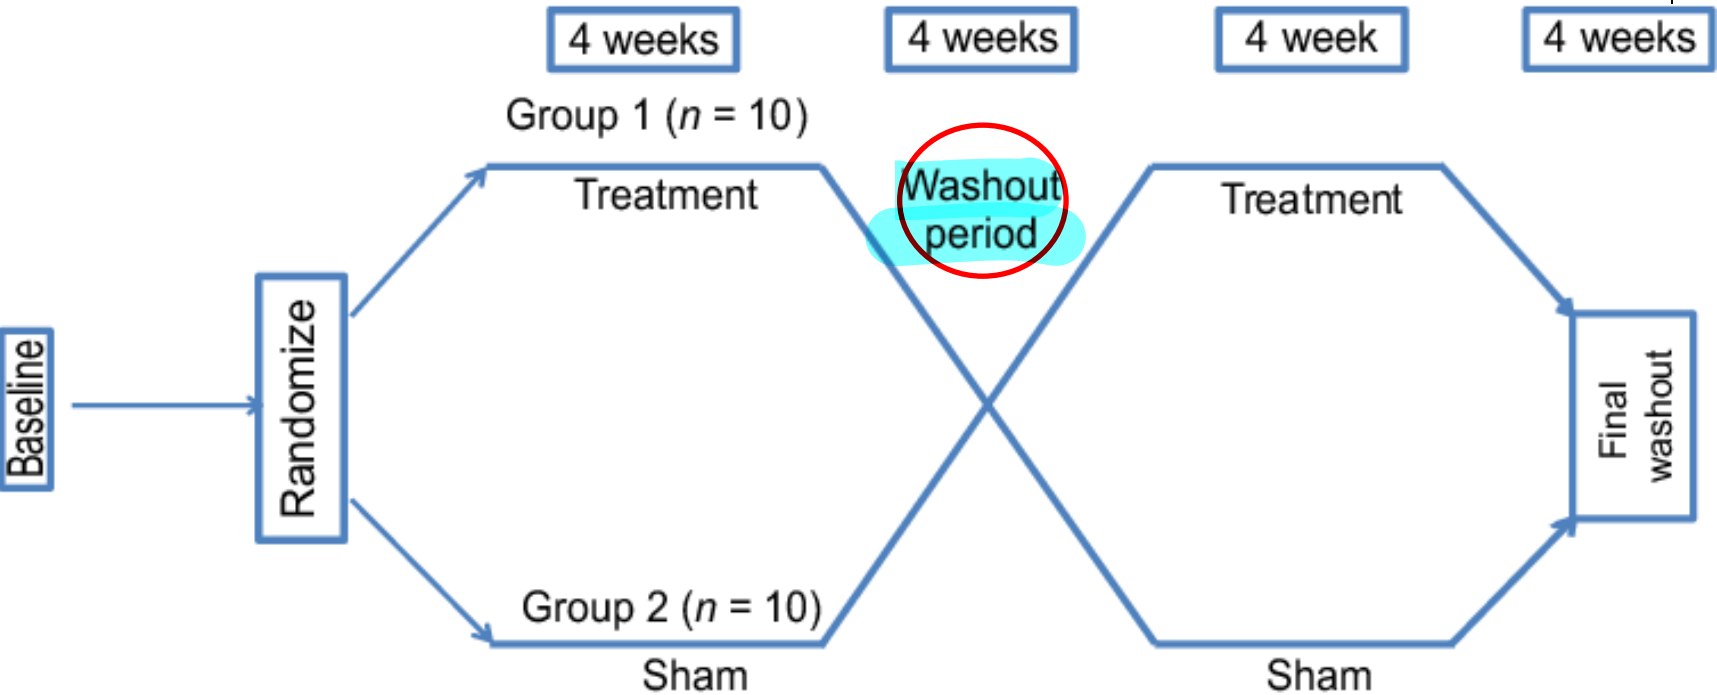 4 weeks
4 weeks
4 week
4 weeks
Group 1 (n = 10)
Treatment
Washout
period
Treatment
Baseline
Randomize
Final
washout
Group 2 (n = 10)
Sham
Sham